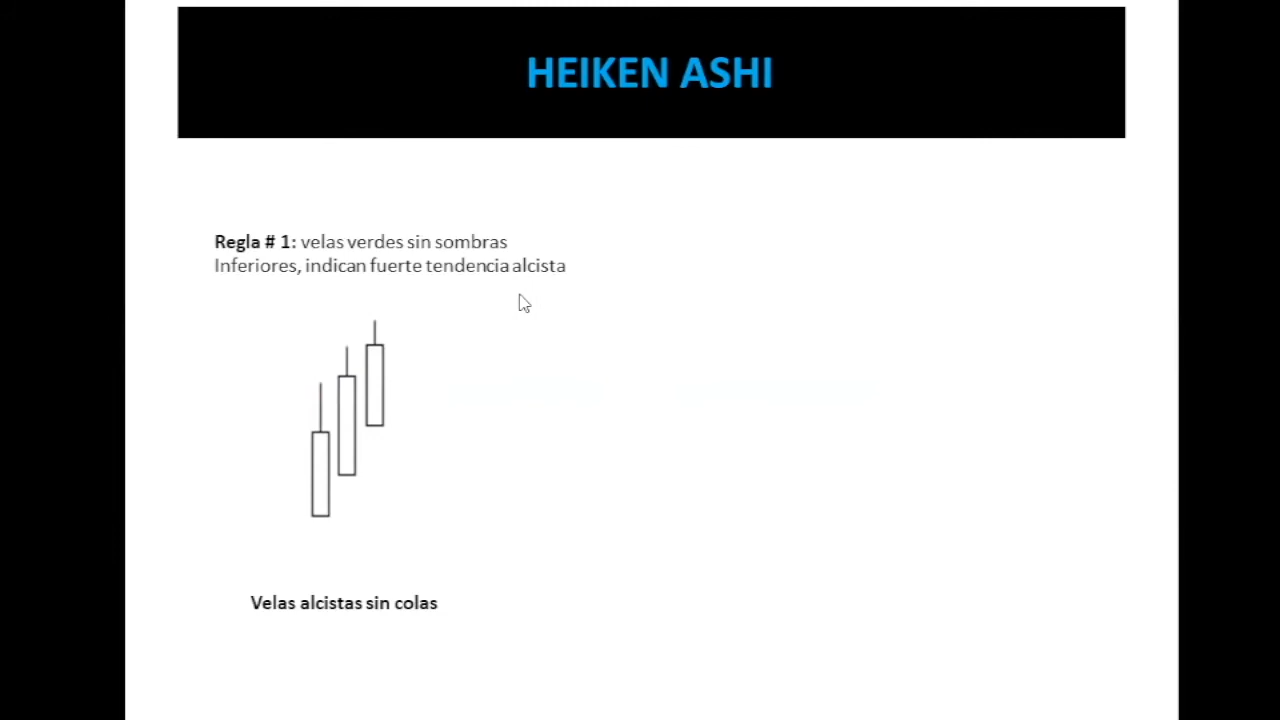 HEIKEN ASHI
Regla # 1: velas verdes sin sombras
Inferiores, indican fuerte tendencia alcista
Velas alcistas sin colas